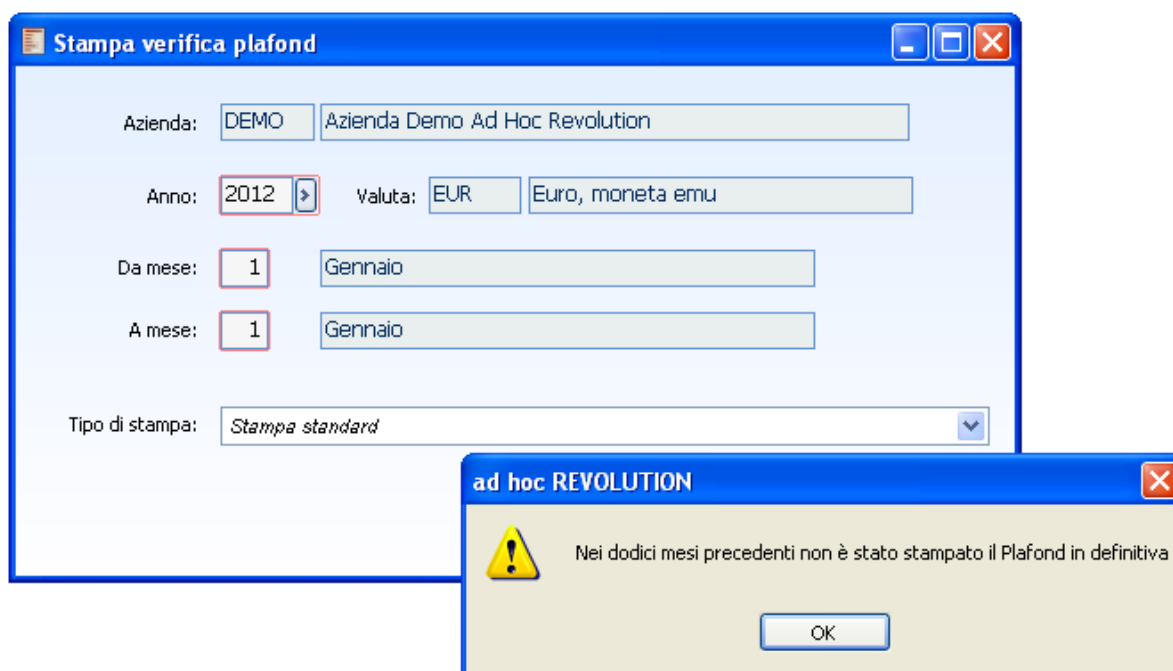 Stampa verifica plafond
Azienda: DEMO Azienda Demo Ad Hoc Revolution
Anno: 2012 Valuta: EUR Euro, moneta emu
Da mese: 1 Gennaio
A mese: 1 Gennaio
Tipo di stampa: Stampa standard
ad hoc REVOLUTION
Nei dodici mesi precedenti non è stato stampato il Plafond in definitiva
OK